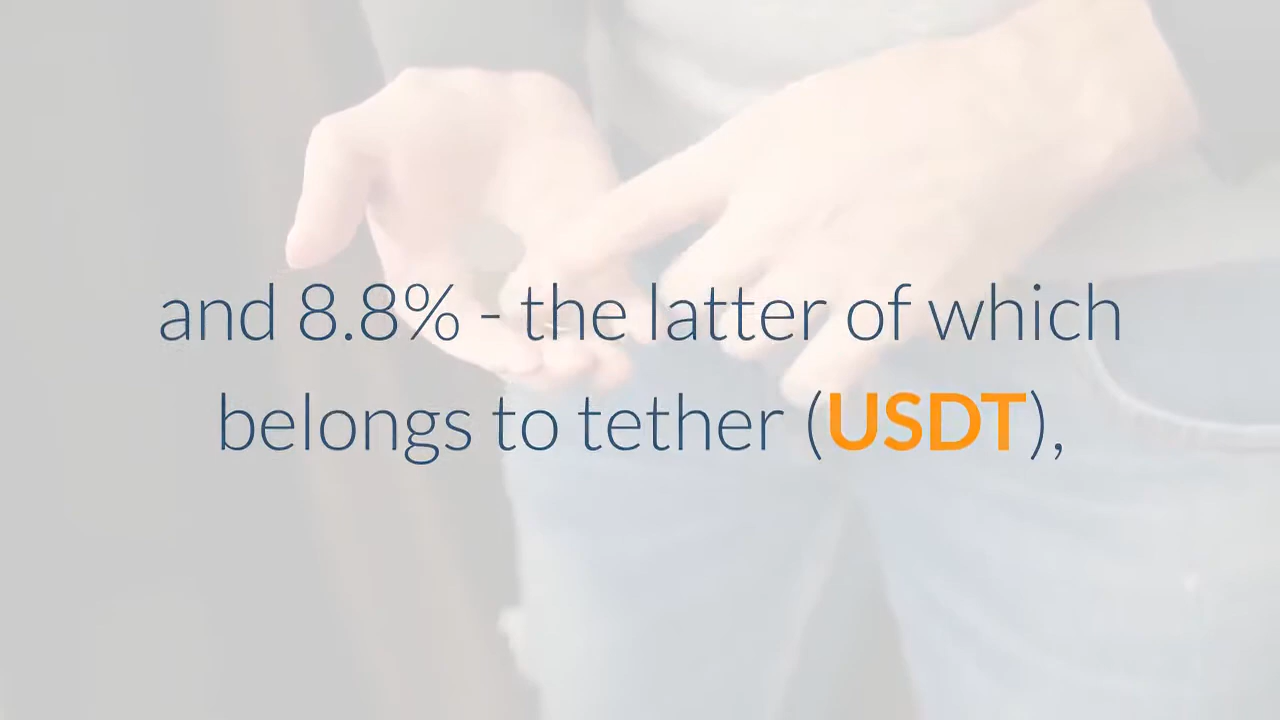 and 8.8% - the latter of which
belongs to tether (USDT),